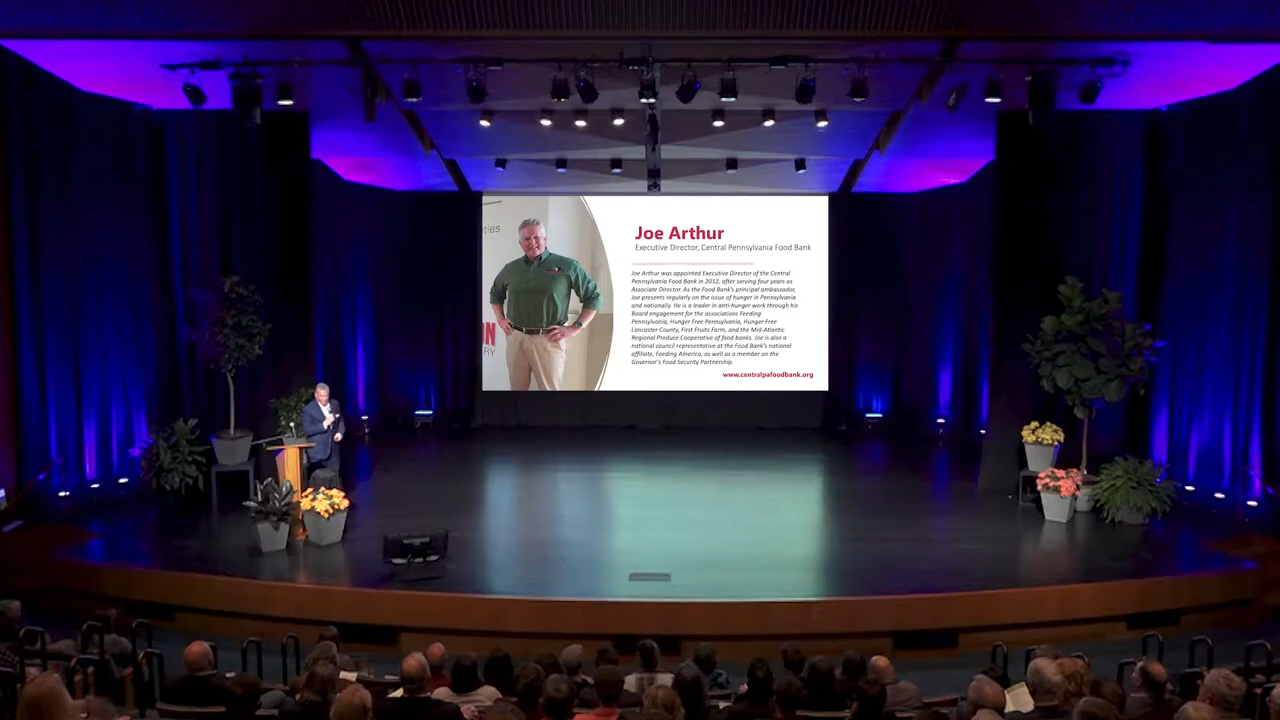 ties
ON
RY
Joe Arthur
Executive Director, Central Pennsylvania Food Bank
Joe Arthur was appointed Executive Director of the Central
Pennsylvania Food Bank in 2012, after serving four years as
Associate Director. As the Food Bank's principal ambassador,
Joe presents regularly on the issue of hunger in Pennsylvania
and nationally. He is a leader in anti-hunger work through his
Board engagement for the associations Feeding
Pennsylvania, Hunger Free Pennsylvania, Hunger Free
Lancaster County, First Fruits Farm, and the Mid-Atlantic
Regional Produce Cooperative of food banks. Joe is also a
national council representative at the Food Bank's national
affiliate, Feeding America, as well as a member on the
Governor's Food Security Partnership.
www.centralpafoodbank.org